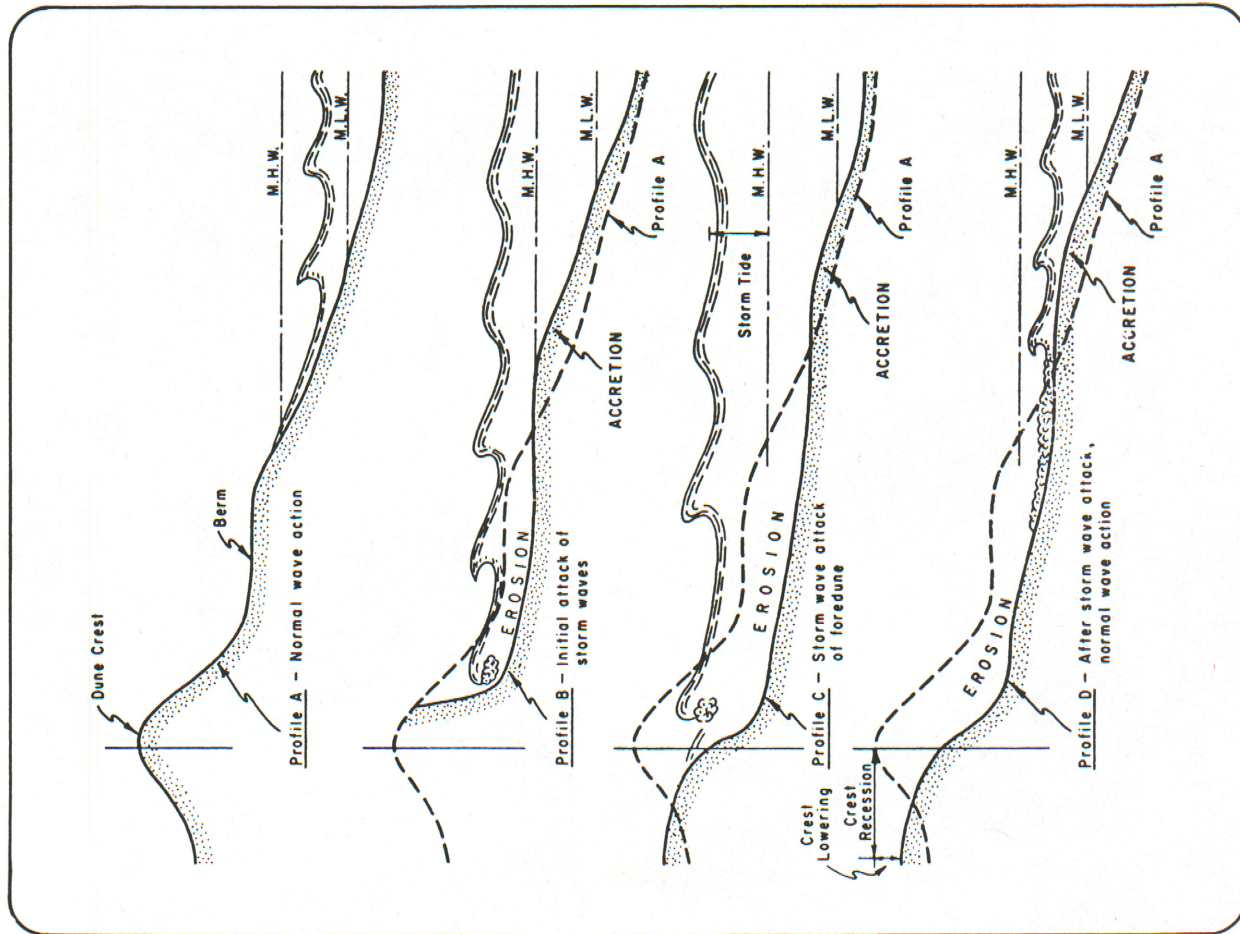 Dune Crest
Berm
M.H.W.
M.L.W.
Profile A – Normal wave action
EROSION
M.H.W.
M.L.W.
Profile A
ACCRETION
Profile B – Initial attack of
storm waves
Storm Tide
M.H.W.
M.L.W.
EROSION
Profile A
ACCRETION
Profile C – Storm wave attack
of foredune
Crest
Lowering
Crest
Recession
EROSION
M.H.W.
M.L.W.
ACCRETION
Profile A
Profile D – After storm wave attack,
normal wave action